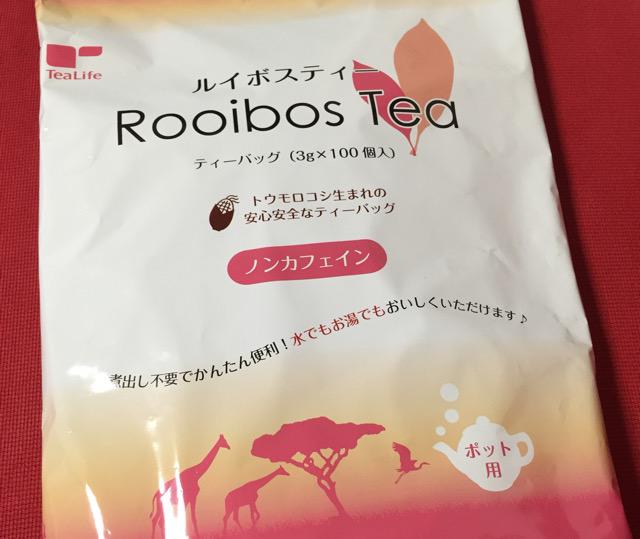 TeaLife
ルイボスティー
Rooibos Tea
ティーバッグ (3g×100個入)
トウモロコシ生まれの
安心安全なティーバッグ
ノンカフェイン
煮出し不要でかんたん便利!水でもお湯でもおいしくいただけます♪
ポット
用